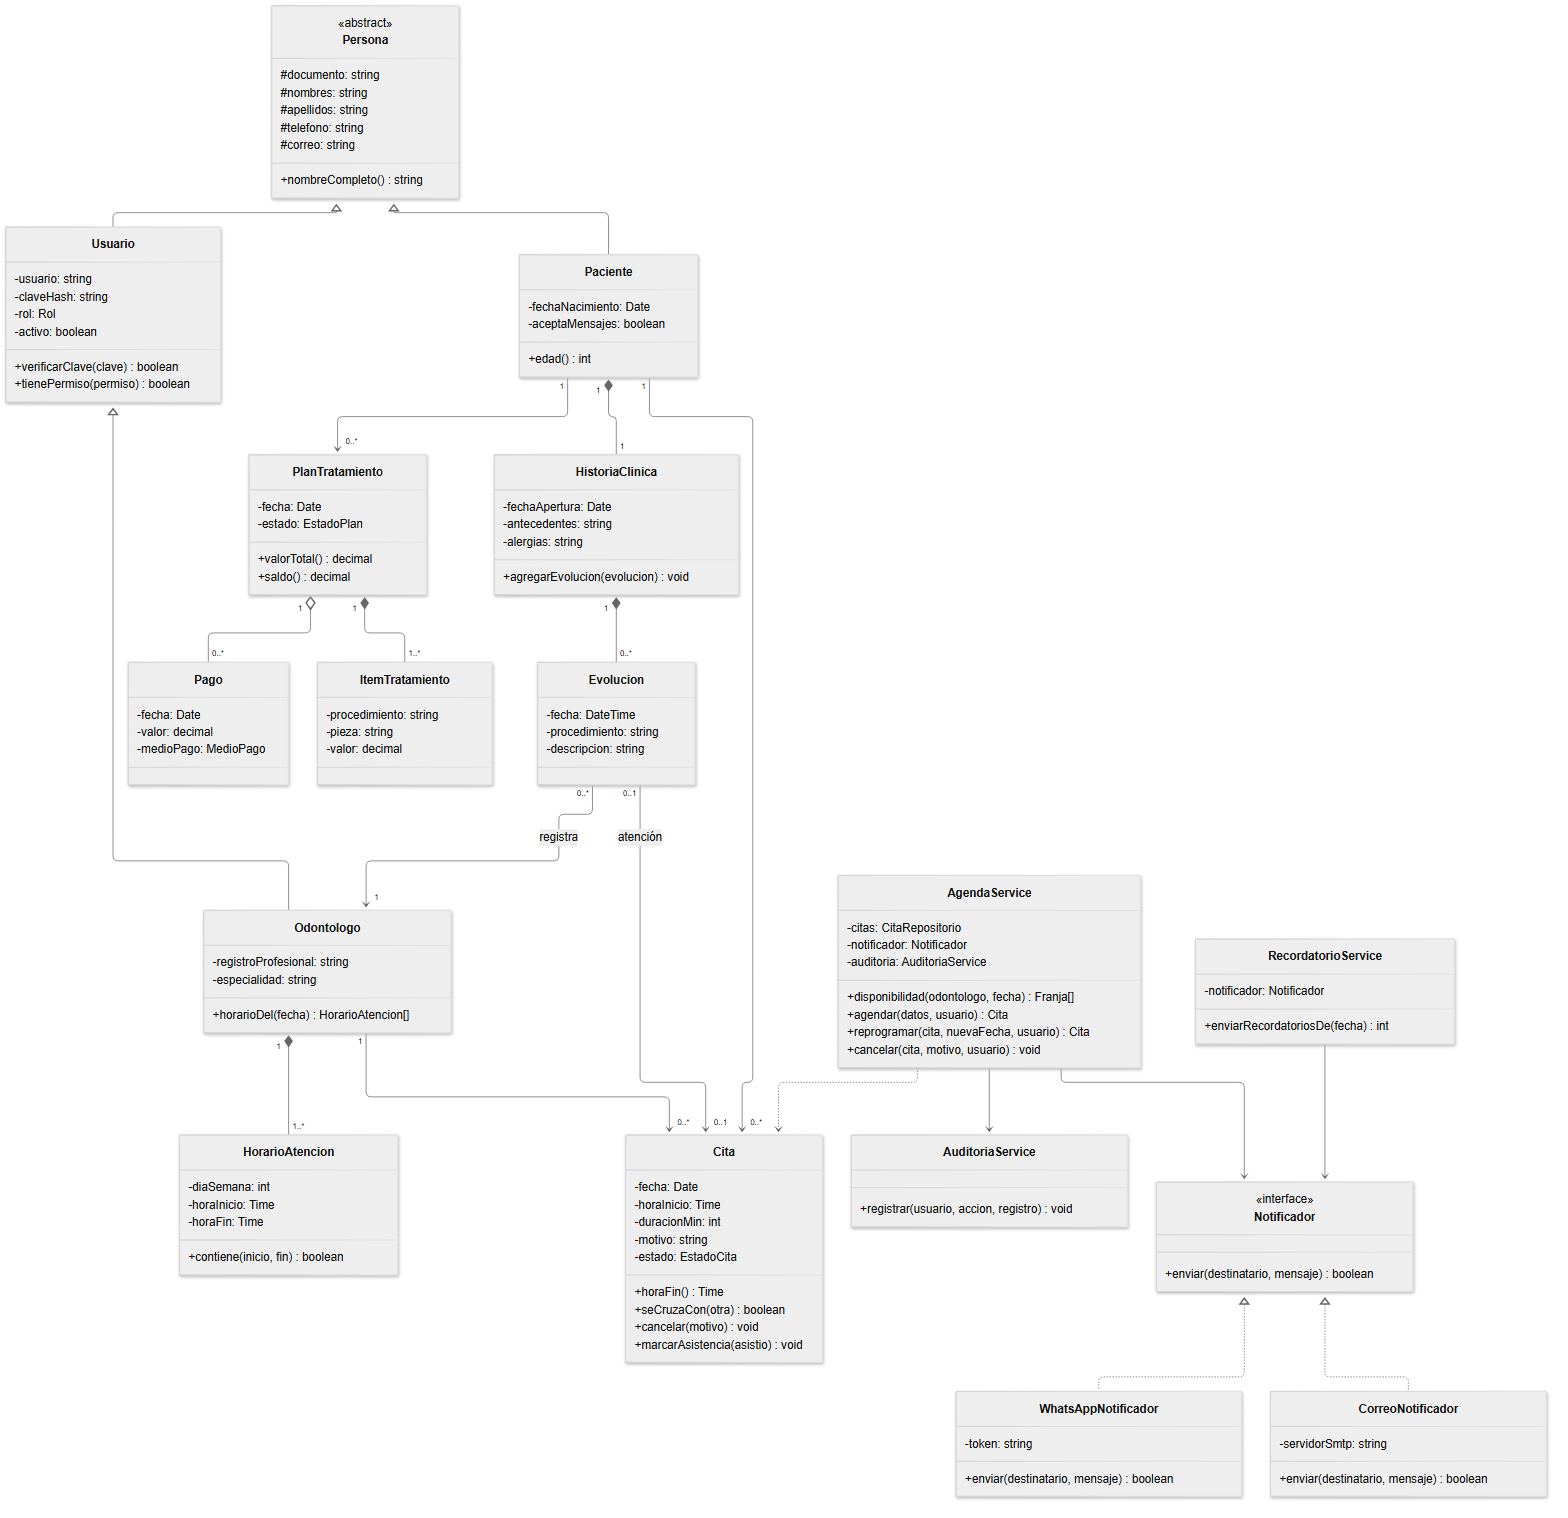 «abstract»
Persona
#documento: string
#nombres: string
#apellidos: string
#telefono: string
#correo: string
+nombreCompleto() : string
Usuario
-usuario: string
-claveHash: string
-rol: Rol
-activo: boolean
+verificarClave(clave) : boolean
+tienePermiso(permiso) : boolean
Paciente
-fechaNacimiento: Date
-aceptaMensajes: boolean
+edad() : int
1
1
1
0..*
1
PlanTratamiento
-fecha: Date
-estado: EstadoPlan
+valorTotal() : decimal
+saldo() : decimal
HistoriaClinica
-fechaApertura: Date
-antecedentes: string
-alergias: string
+agregarEvolucion(evolucion) : void
1
1
1
0..*
1..*
0..*
Pago
-fecha: Date
-valor: decimal
-medioPago: MedioPago
ItemTratamiento
-procedimiento: string
-pieza: string
-valor: decimal
Evolucion
-fecha: DateTime
-procedimiento: string
-descripcion: string
0..*
0..1
registra
atención
1
Odontologo
-registroProfesional: string
-especialidad: string
+horarioDel(fecha) : HorarioAtencion[]
AgendaService
-citas: CitaRepositorio
-notificador: Notificador
-auditoria: AuditoriaService
+disponibilidad(odontologo, fecha) : Franja[]
+agendar(datos, usuario) : Cita
+reprogramar(cita, nuevaFecha, usuario) : Cita
+cancelar(cita, motivo, usuario) : void
RecordatorioService
-notificador: Notificador
+enviarRecordatoriosDe(fecha) : int
1
1
1..*
0..*
0..1
0..*
HorarioAtencion
-diaSemana: int
-horaInicio: Time
-horaFin: Time
+contiene(inicio, fin) : boolean
Cita
-fecha: Date
-horaInicio: Time
-duracionMin: int
-motivo: string
-estado: EstadoCita
+horaFin() : Time
+seCruzaCon(otra) : boolean
+cancelar(motivo) : void
+marcarAsistencia(asistio) : void
AuditoriaService
+registrar(usuario, accion, registro) : void
«interface»
Notificador
+enviar(destinatario, mensaje) : boolean
WhatsAppNotificador
-token: string
+enviar(destinatario, mensaje) : boolean
CorreoNotificador
-servidorSmtp: string
+enviar(destinatario, mensaje) : boolean